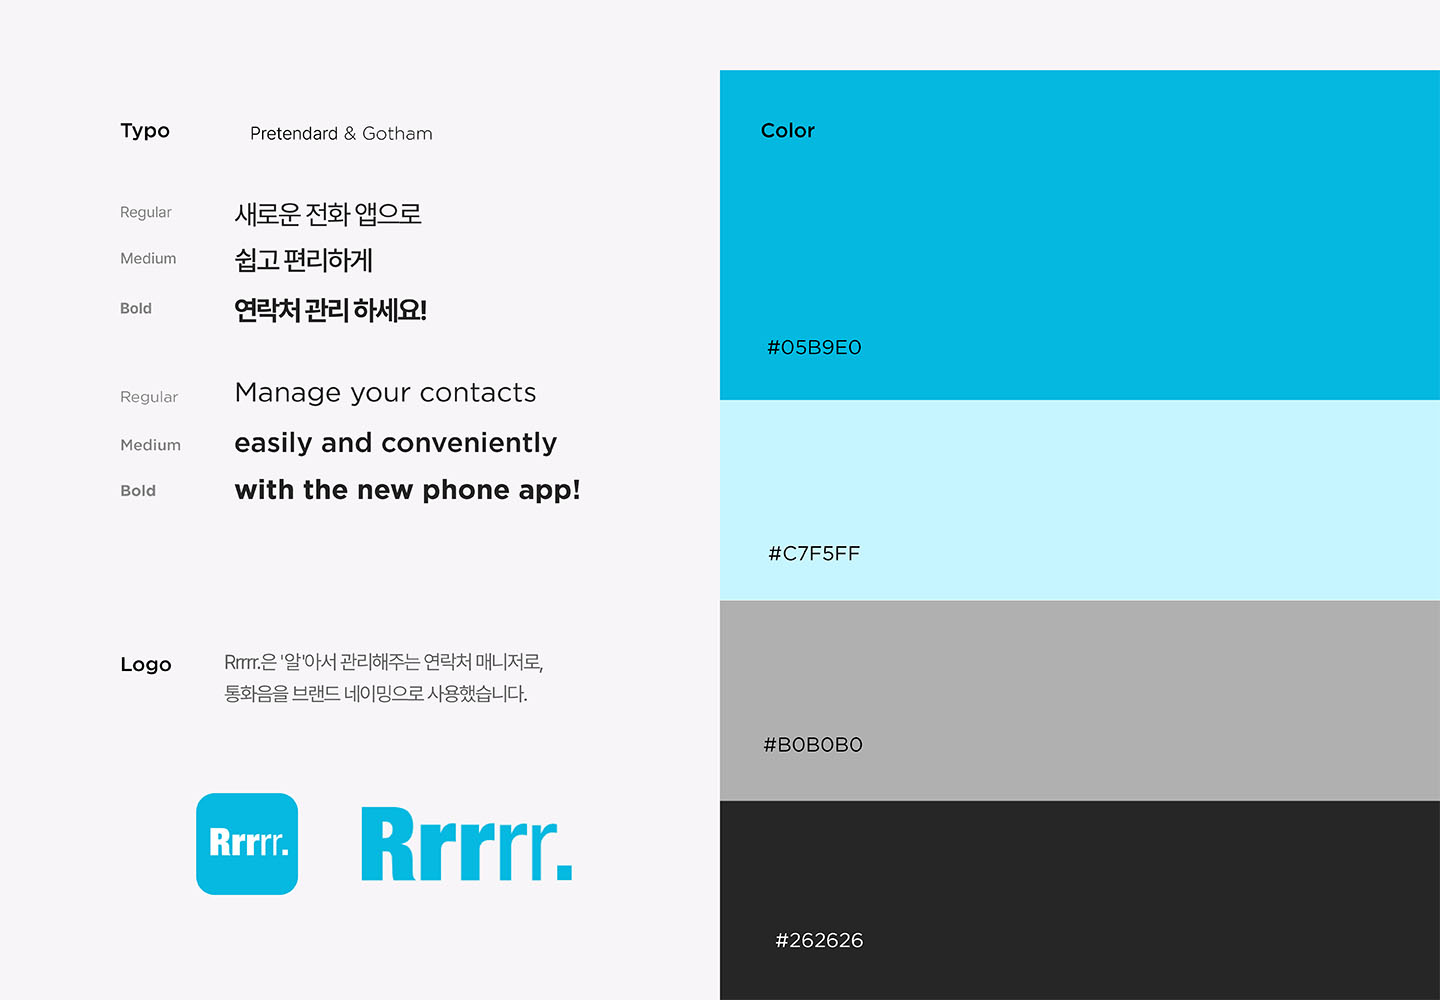 Typo
Pretendard & Gotham
Regular
새로운 전화 앱으로
Medium
쉽고 편리하게
Bold
연락처 관리 하세요!
Regular
Manage your contacts
Medium
easily and conveniently
Bold
with the new phone app!
Logo
Rrrrr.은 '알'아서 관리해주는 연락처 매니저로,
통화음을 브랜드 네이밍으로 사용했습니다.
Rrrrr.
Rrrrr.
Color
#05B9E0
#C7F5FF
#B0B0B0
#262626